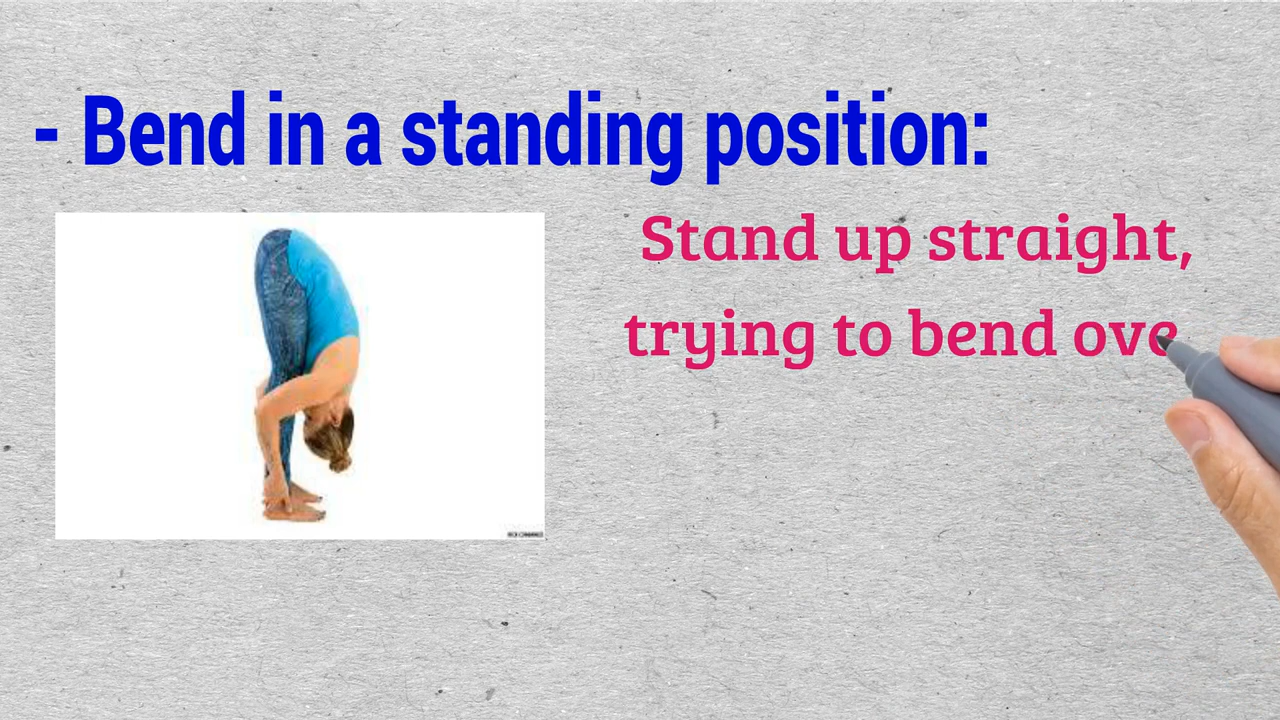 - Bend in a standing position:
Stand up straight,
trying to bend ove